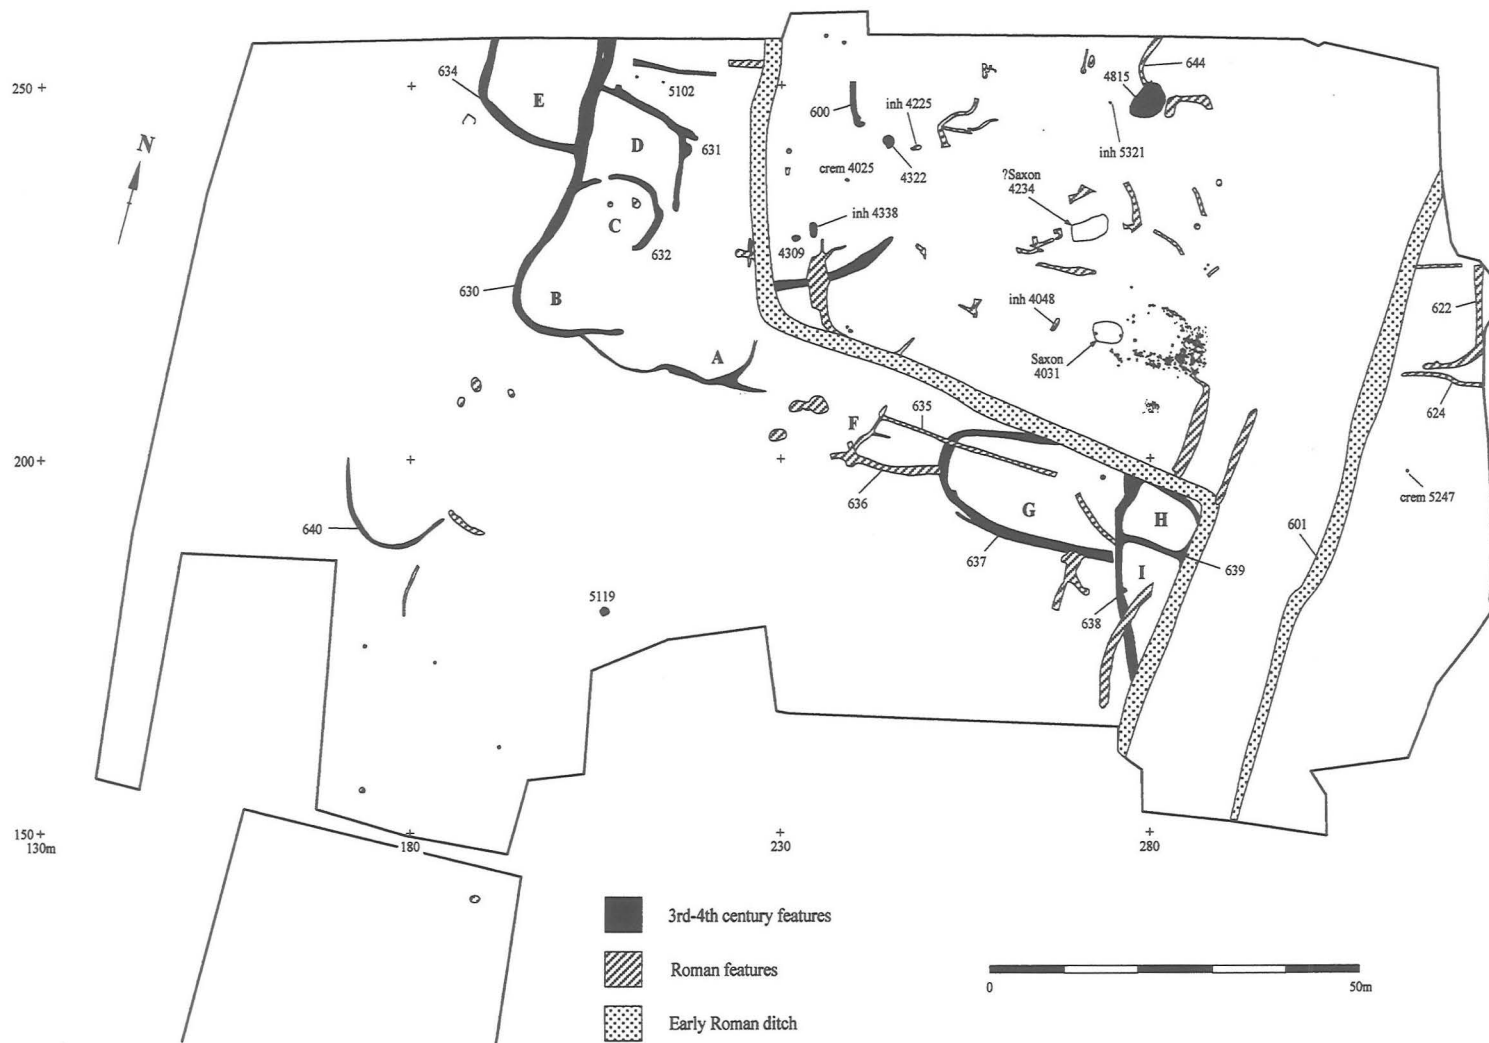 634
E
5102
250 +
N
D
631
C
632
630
B
A
600
inh 4225
4322
crem 4025
inh 4338
4309
4815
644
inh 5321
?Saxon
4234
inh 4048
Saxon
4031
622
624
crem 5247
601
635
F
636
G
637
H
639
I
638
200 +
640
5119
150 +
130m
180
230
280
3rd-4th century features
Roman features
Early Roman ditch
0
50m